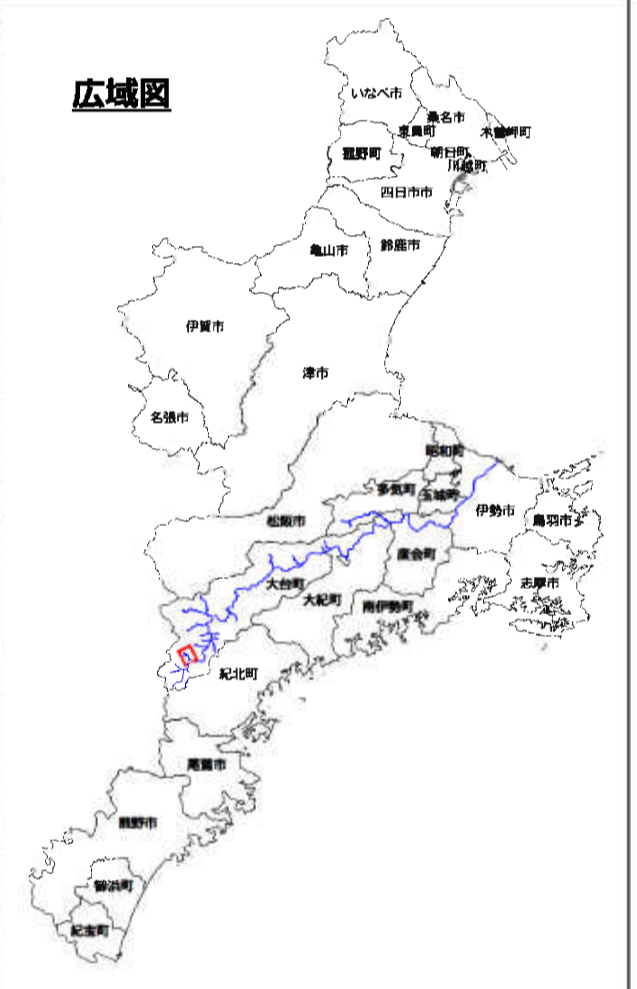 広域図
いなべ市
桑名市
東員町
木曽岬町
朝日町
川越町
菰野町
四日市市
鈴鹿市
亀山市
伊賀市
津市
名張市
明和町
多気町
玉城町
伊勢市
鳥羽市
松阪市
度会町
志摩市
大台町
大紀町
南伊勢町
紀北町
尾鷲市
熊野市
御浜町
紀宝町